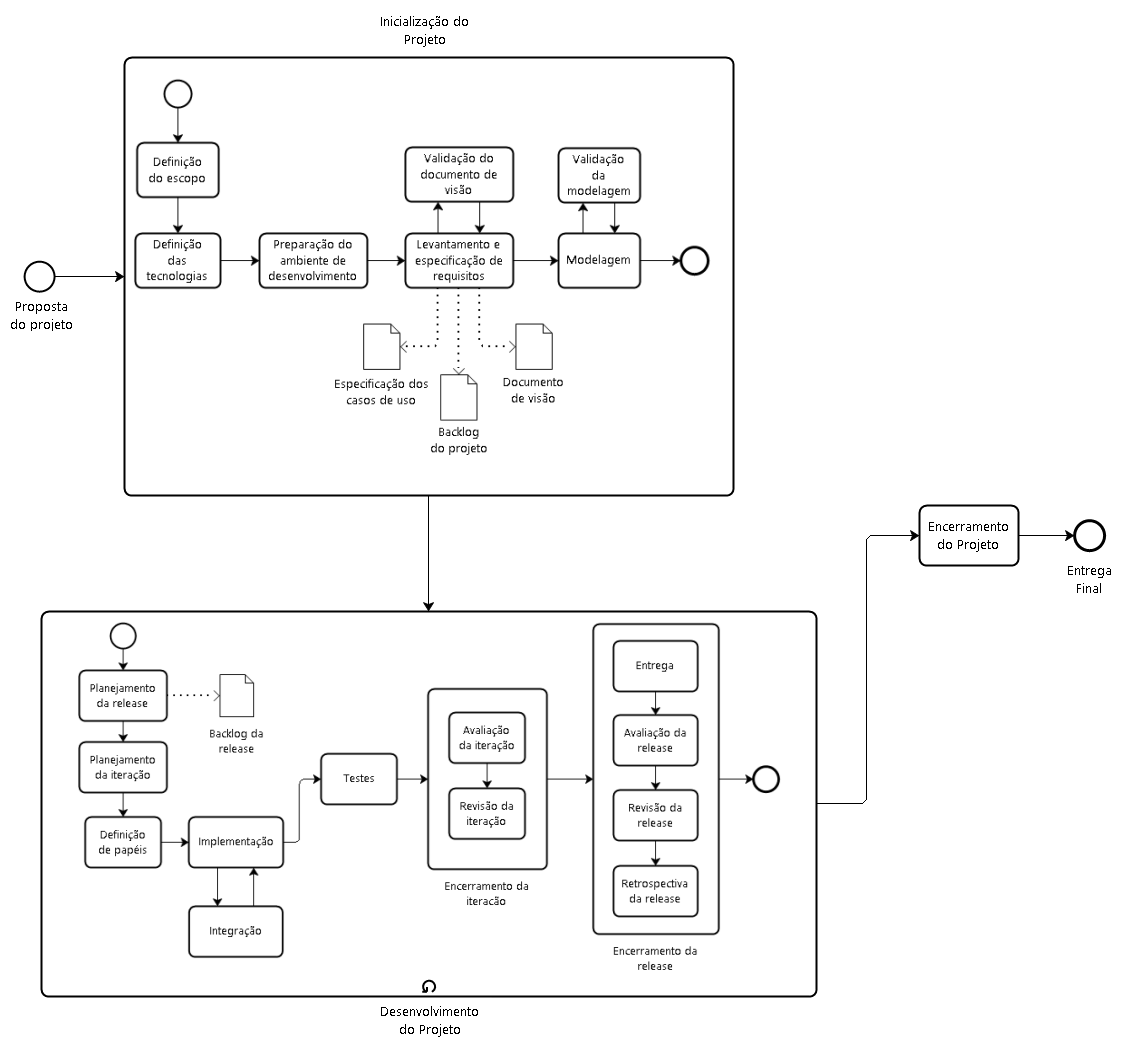 Inicialização do
Projeto
Definição
do escopo
Validação do
documento de
visão
Validação
da
modelagem
Definição
das
tecnologias
Preparação do
ambiente de
desenvolvimento
Levantamento e
especificação de
requisitos
Modelagem
Proposta
do projeto
Especificação dos
casos de uso
Documento
de visão
Backlog
do projeto
Encerramento
do Projeto
Entrega
Final
Planejamento
da release
Backlog da
release
Planejamento
da iteração
Definição
de papéis
Implementação
Integração
Testes
Avaliação
da iteração
Revisão da
iteração
Encerramento da
iteração
Entrega
Avaliação da
release
Revisão da
release
Retrospectiva
da release
Encerramento da
release
Desenvolvimento
do Projeto